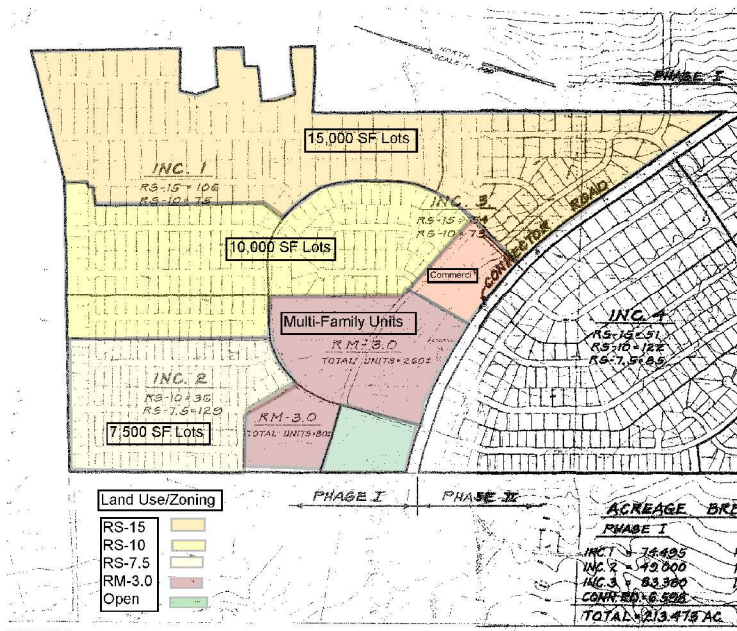 NORTH
PHASE I
15,000 SF Lots
INC. 1
RS-15 = 106
RS-10 = 75
INC. 3
RS-10 = 73
10,000 SF Lots
CONNECTOR ROAD
Commerci
Multi-Family Units
RM-3.0
TOTAL UNITS=260±
INC. 4
RS-15=51
RS-10=122
RS-7.5=85
INC. 2
RS-10=36
RS-7.5=129
7,500 SF Lots
RM-3.0
TOTAL UNITS=80±
PHASE I
PHASE II
Land Use/Zoning
RS-15
RS-10
RS-7.5
RM-3.0
Open
ACREAGE BRE
PHASE I
INC. 1 = 74.495
INC. 2 = 49.000
INC. 3 = 83.380
CONN. RD.=6.598
TOTAL=213.475 AC